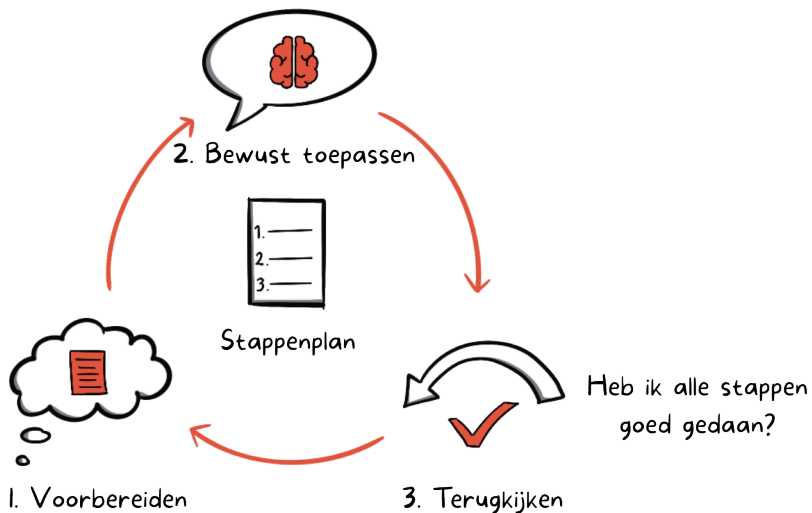 2. Bewust toepassen
1.
2.
3.
Stappenplan
Heb ik alle stappen
goed gedaan?
1. Voorbereiden
3. Terugkijken